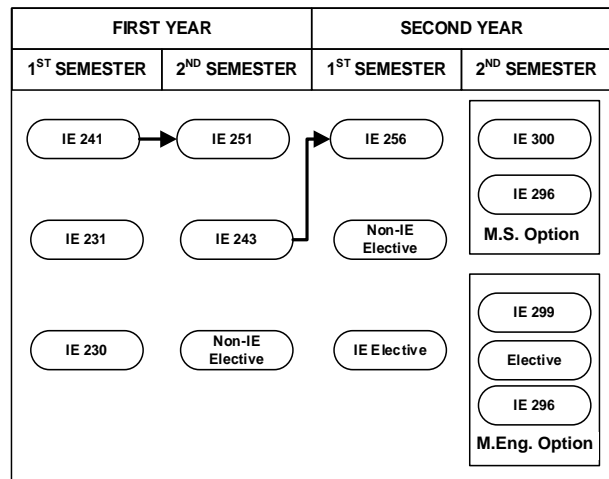 FIRST YEAR
SECOND YEAR
1ST SEMESTER
2ND SEMESTER
1ST SEMESTER
2ND SEMESTER
IE 241
IE 251
IE 256
IE 300
IE 296
M.S. Option
IE 231
IE 243
Non-IE
Elective
IE 230
Non-IE
Elective
IE Elective
IE 299
Elective
IE 296
M.Eng. Option